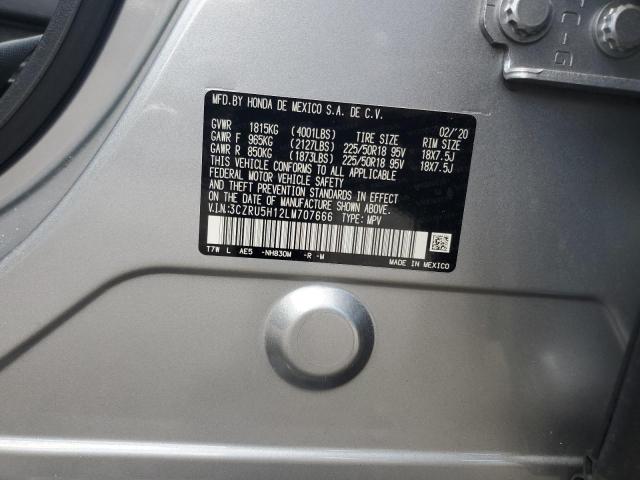 MFD.BY HONDA DE MEXICO S.A. DE C.V.
02/'20
GVWR 1815KG (4001LBS) TIRE SIZE RIM SIZE
GAWR F 965KG (2127LBS) 225/50R18 95V 18X7.5J
GAWR R 850KG (1873LBS) 225/50R18 95V 18X7.5J
THIS VEHICLE CONFORMS TO ALL APPLICABLE
FEDERAL MOTOR VEHICLE SAFETY
AND THEFT PREVENTION STANDARDS IN EFFECT
ON THE DATE OF MANUFACTURE SHOWN ABOVE.
V.I.N.:3CZRU5H12LM707666 TYPE: MPV
T7W L AE5 -NH830M -R -M
MADE IN MEXICO